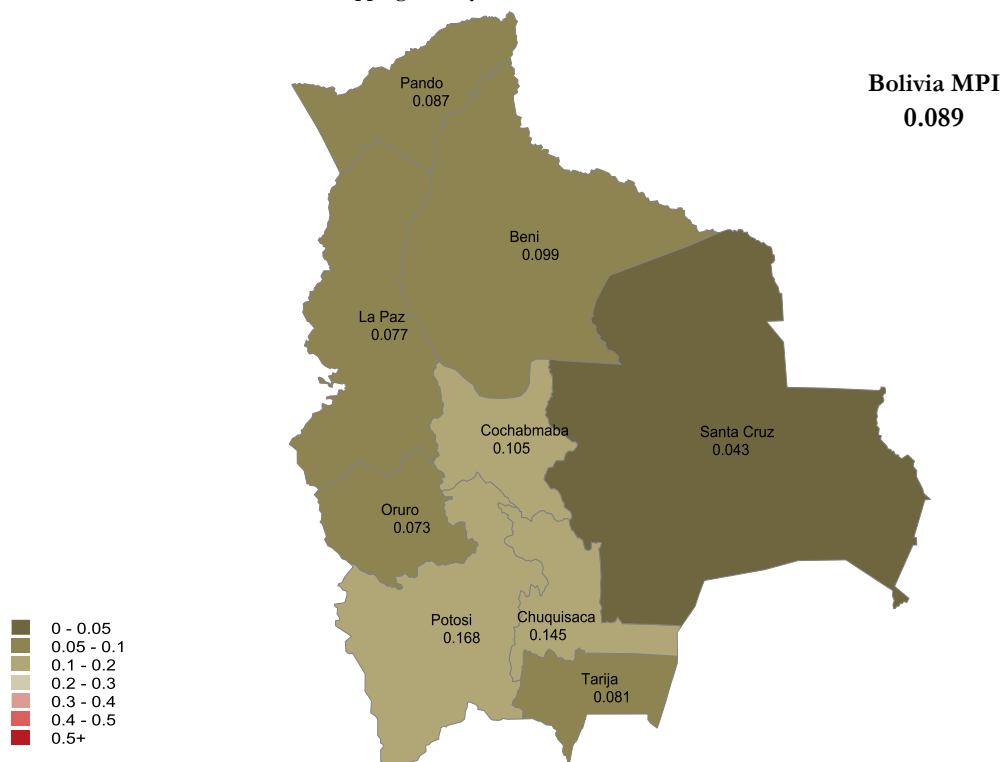 Pando
0.087
Bolivia MPI
0.089
Beni
0.099
La Paz
0.077
Cochabmaba
0.105
Santa Cruz
0.043
Oruro
0.073
Potosi
0.168
Chuquisaca
0.145
Tarija
0.081
0 - 0.05
0.05 - 0.1
0.1 - 0.2
0.2 - 0.3
0.3 - 0.4
0.4 - 0.5
0.5+